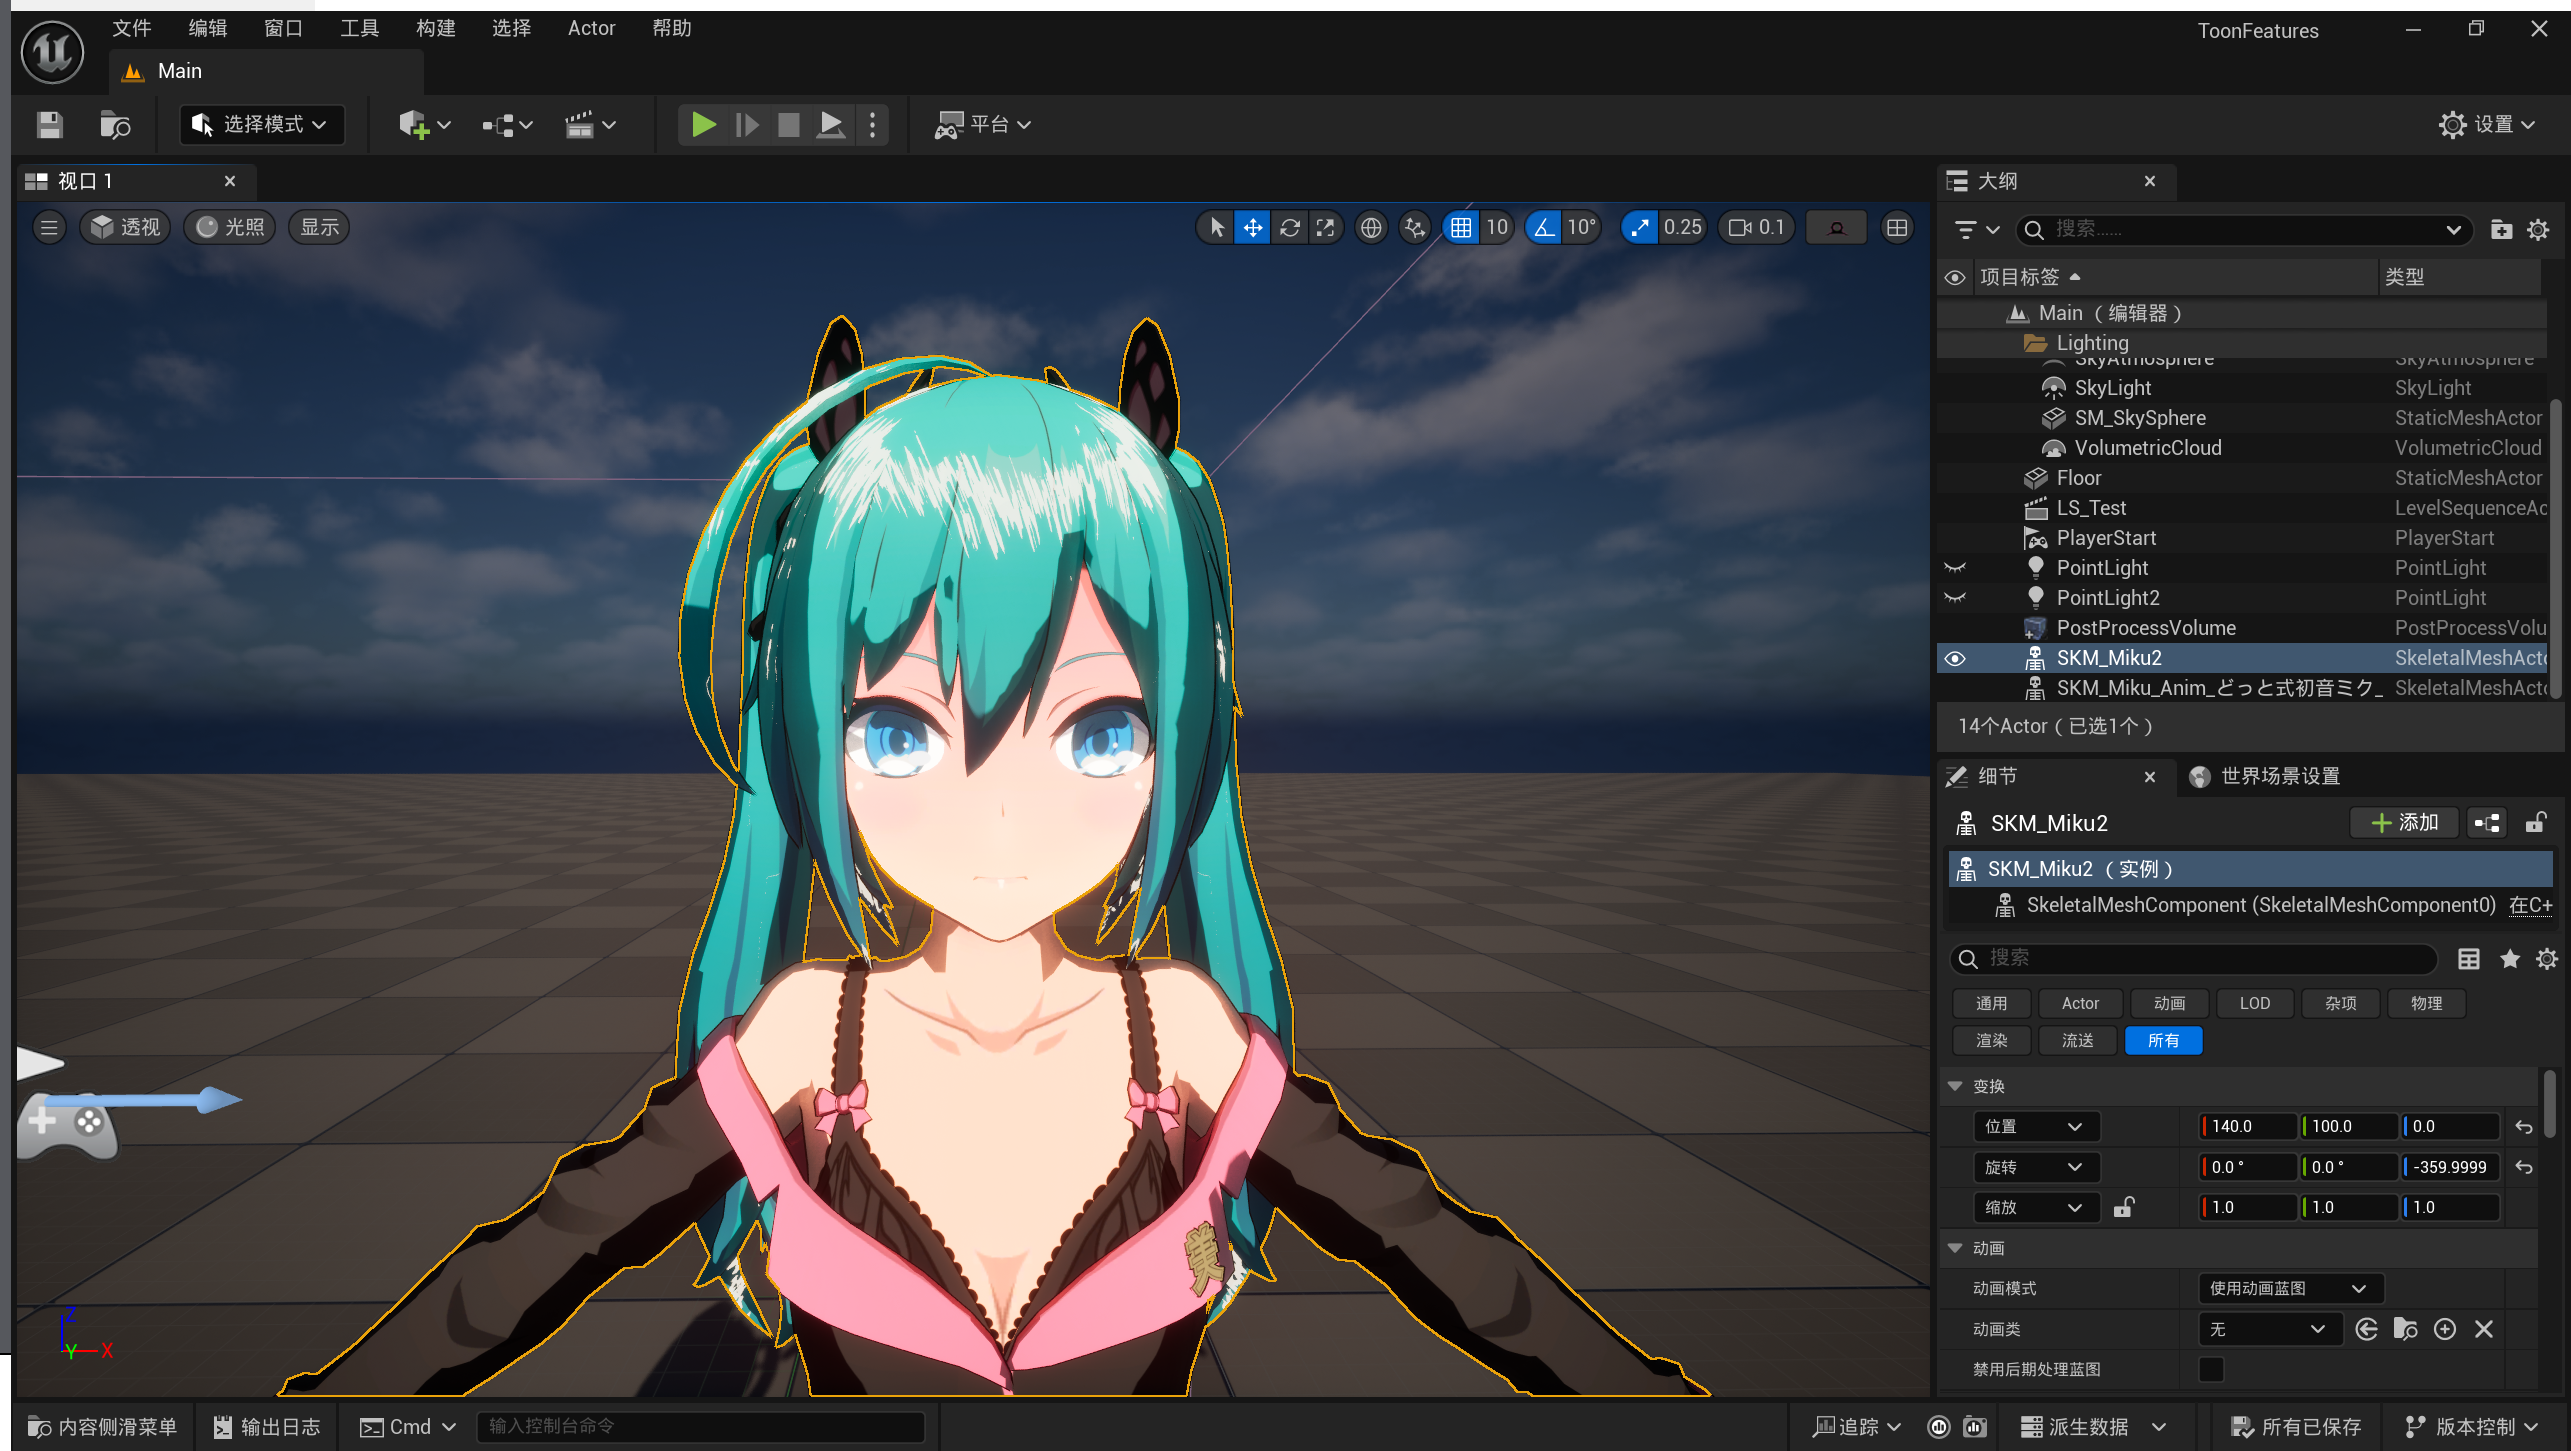 文件 编辑 窗口 工具 构建 选择 Actor 帮助 ToonFeatures
Main
选择模式 平台 设置
视口 1 大纲
透视 光照 显示 10 10° 0.25 0.1 搜索......
项目标签 类型
Main （编辑器）
Lighting
SkyAtmosphere SkyAtmosphere
SkyLight SkyLight
SM_SkySphere StaticMeshActor
VolumetricCloud VolumetricCloud
Floor StaticMeshActor
LS_Test LevelSequenceAc
PlayerStart PlayerStart
PointLight PointLight
PointLight2 PointLight
PostProcessVolume PostProcessVolu
SKM_Miku2 SkeletalMeshActo
SKM_Miku_Anim_どっと式初音ミク_ SkeletalMeshActo
14个Actor（已选1个）
细节 世界场景设置
SKM_Miku2 添加
SKM_Miku2 （实例）
SkeletalMeshComponent (SkeletalMeshComponent0) 在C+
搜索
通用 Actor 动画 LOD 杂项 物理
渲染 流送 所有
变换
位置 140.0 100.0 0.0
旋转 0.0 ° 0.0 ° -359.9999
缩放 1.0 1.0 1.0
动画
动画模式 使用动画蓝图
动画类 无
禁用后期处理蓝图
美
Z
Y X
内容侧滑菜单 输出日志 Cmd 输入控制台命令 追踪 派生数据 所有已保存 版本控制